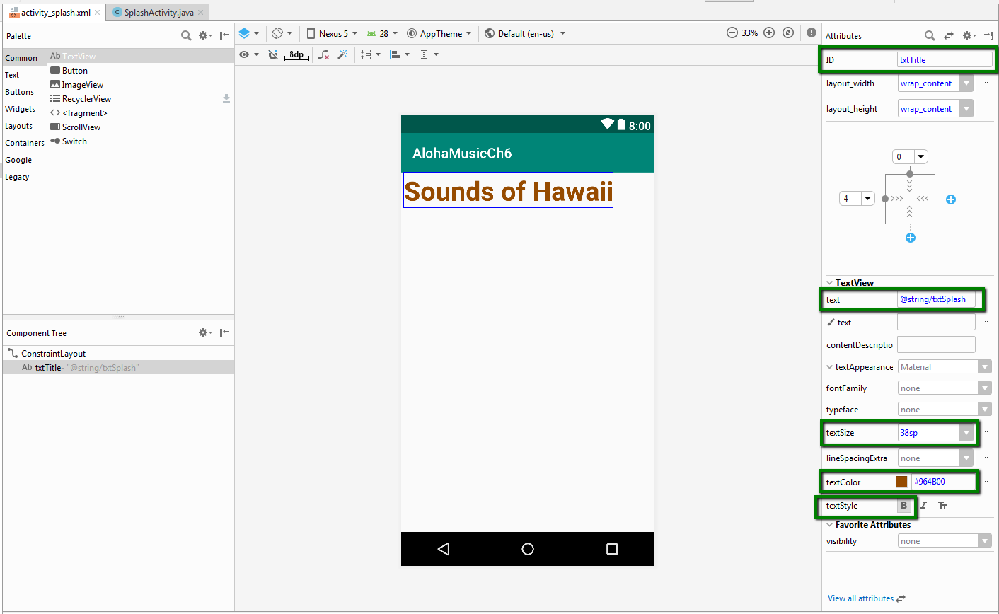 activity_splash.xml
SplashActivity.java
Palette
Common
Text
Buttons
Widgets
Layouts
Containers
Google
Legacy
Ab TextView
Button
ImageView
RecyclerView
<fragment>
ScrollView
Switch
Component Tree
ConstraintLayout
Ab txtTitle- "@string/txtSplash"
Nexus 5
28
AppTheme
Default (en-us)
33%
8dp
8:00
AlohaMusicCh6
Sounds of Hawaii
Attributes
ID txtTitle
layout_width wrap_content
layout_height wrap_content
0
4
TextView
text @string/txtSplash
text
contentDescriptio
textAppearance Material
fontFamily none
typeface none
textSize 38sp
lineSpacingExtra none
textColor #964B00
textStyle B I Tt
Favorite Attributes
visibility none
View all attributes